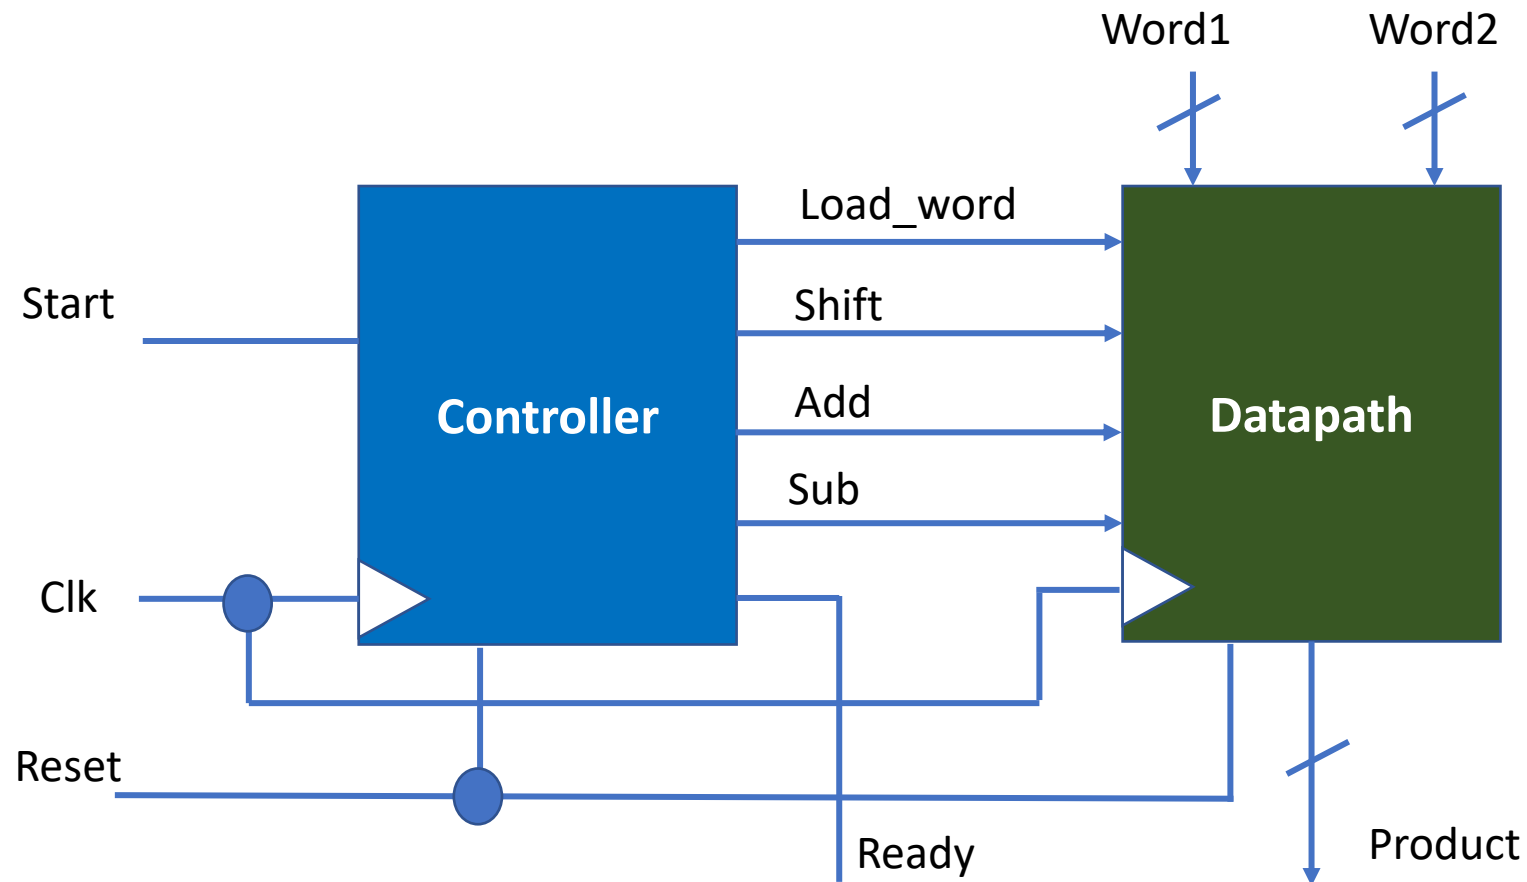 Word1
Word2
Load_word
Start
Shift
Controller
Add
Datapath
Sub
Clk
Reset
Ready
Product